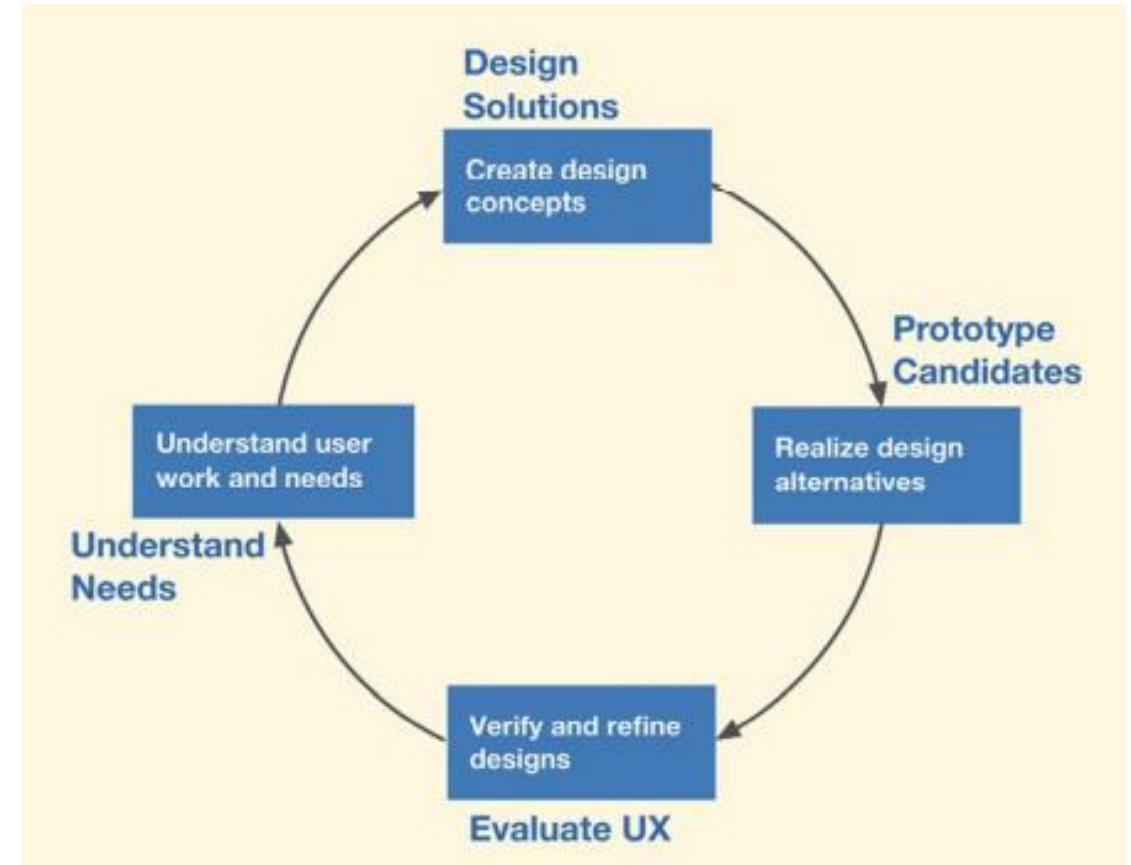 Design
Solutions
Create design
concepts
Prototype
Candidates
Realize design
alternatives
Understand user
work and needs
Understand
Needs
Verify and refine
designs
Evaluate UX